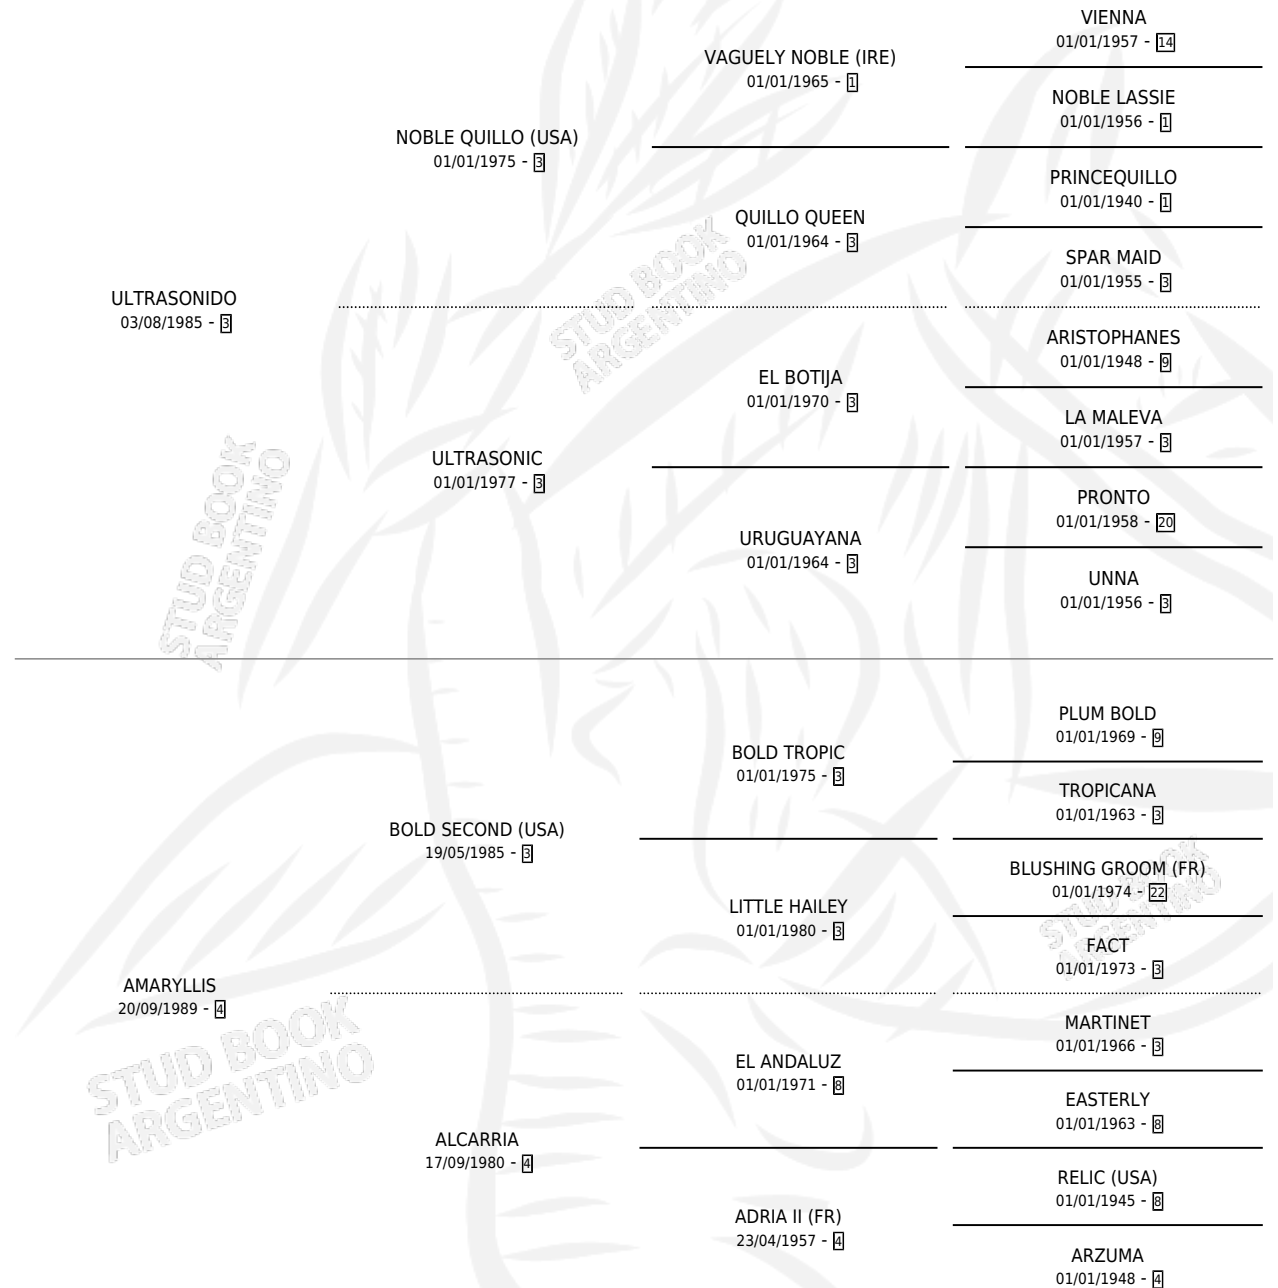 VIENNA
01/01/1957 - 14
VAGUELY NOBLE (IRE)
01/01/1965 - 1
NOBLE LASSIE
01/01/1956 - 1
NOBLE QUILLO (USA)
01/01/1975 - 3
PRINCEQUILLO
01/01/1940 - 1
QUILLO QUEEN
01/01/1964 - 3
SPAR MAID
01/01/1955 - 3
ULTRASONIDO
03/08/1985 - 3
ARISTOPHANES
01/01/1948 - 9
EL BOTIJA
01/01/1970 - 3
LA MALEVA
01/01/1957 - 3
ULTRASONIC
01/01/1977 - 3
PRONTO
01/01/1958 - 20
URUGUAYANA
01/01/1964 - 3
UNNA
01/01/1956 - 3
STUD BOOK
ARGENTINO
STUD BOOK
ARGENTINO
PLUM BOLD
01/01/1969 - 9
BOLD TROPIC
01/01/1975 - 3
TROPICANA
01/01/1963 - 3
BOLD SECOND (USA)
19/05/1985 - 3
BLUSHING GROOM (FR)
01/01/1974 - 22
LITTLE HAILEY
01/01/1980 - 3
FACT
01/01/1973 - 3
STUD BOOK
ARGENTINO
AMARYLLIS
20/09/1989 - 4
MARTINET
01/01/1966 - 3
EL ANDALUZ
01/01/1971 - 8
EASTERLY
01/01/1963 - 8
STUD BOOK
ARGENTINO
ALCARRIA
17/09/1980 - 4
RELIC (USA)
01/01/1945 - 8
ADRIA II (FR)
23/04/1957 - 4
ARZUMA
01/01/1948 - 4